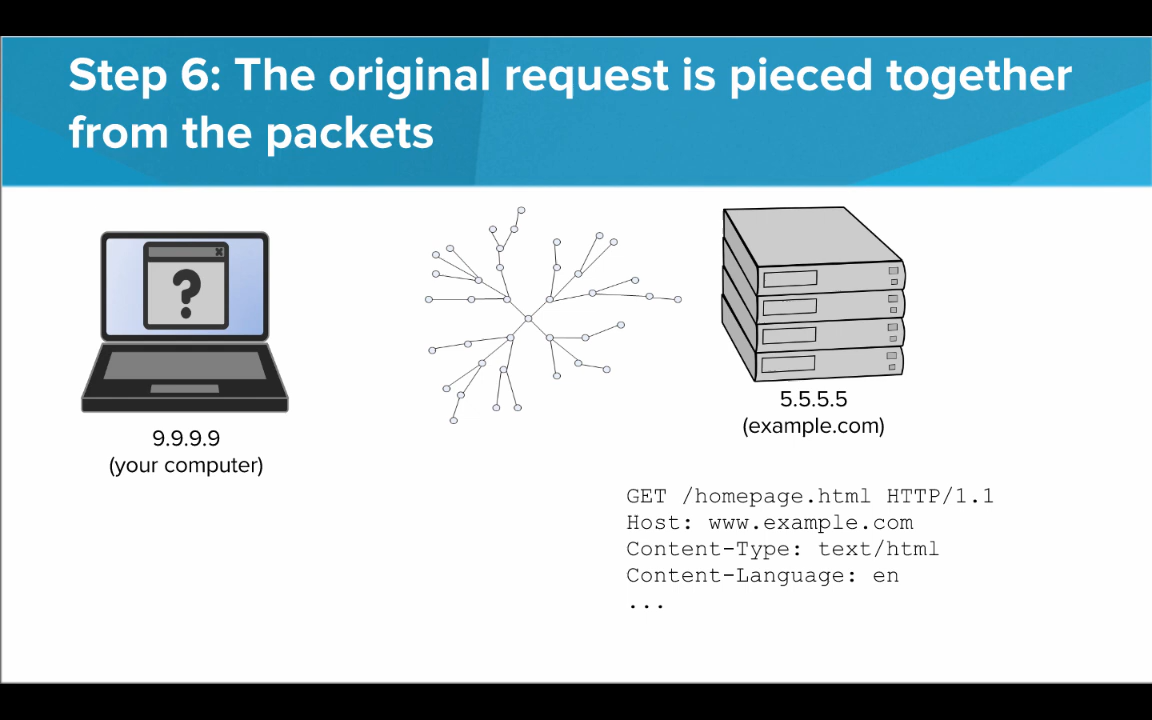 Step 6: The original request is pieced together
from the packets
?
9.9.9.9
(your computer)
5.5.5.5
(example.com)
GET /homepage.html HTTP/1.1
Host: www.example.com
Content-Type: text/html
Content-Language: en
...